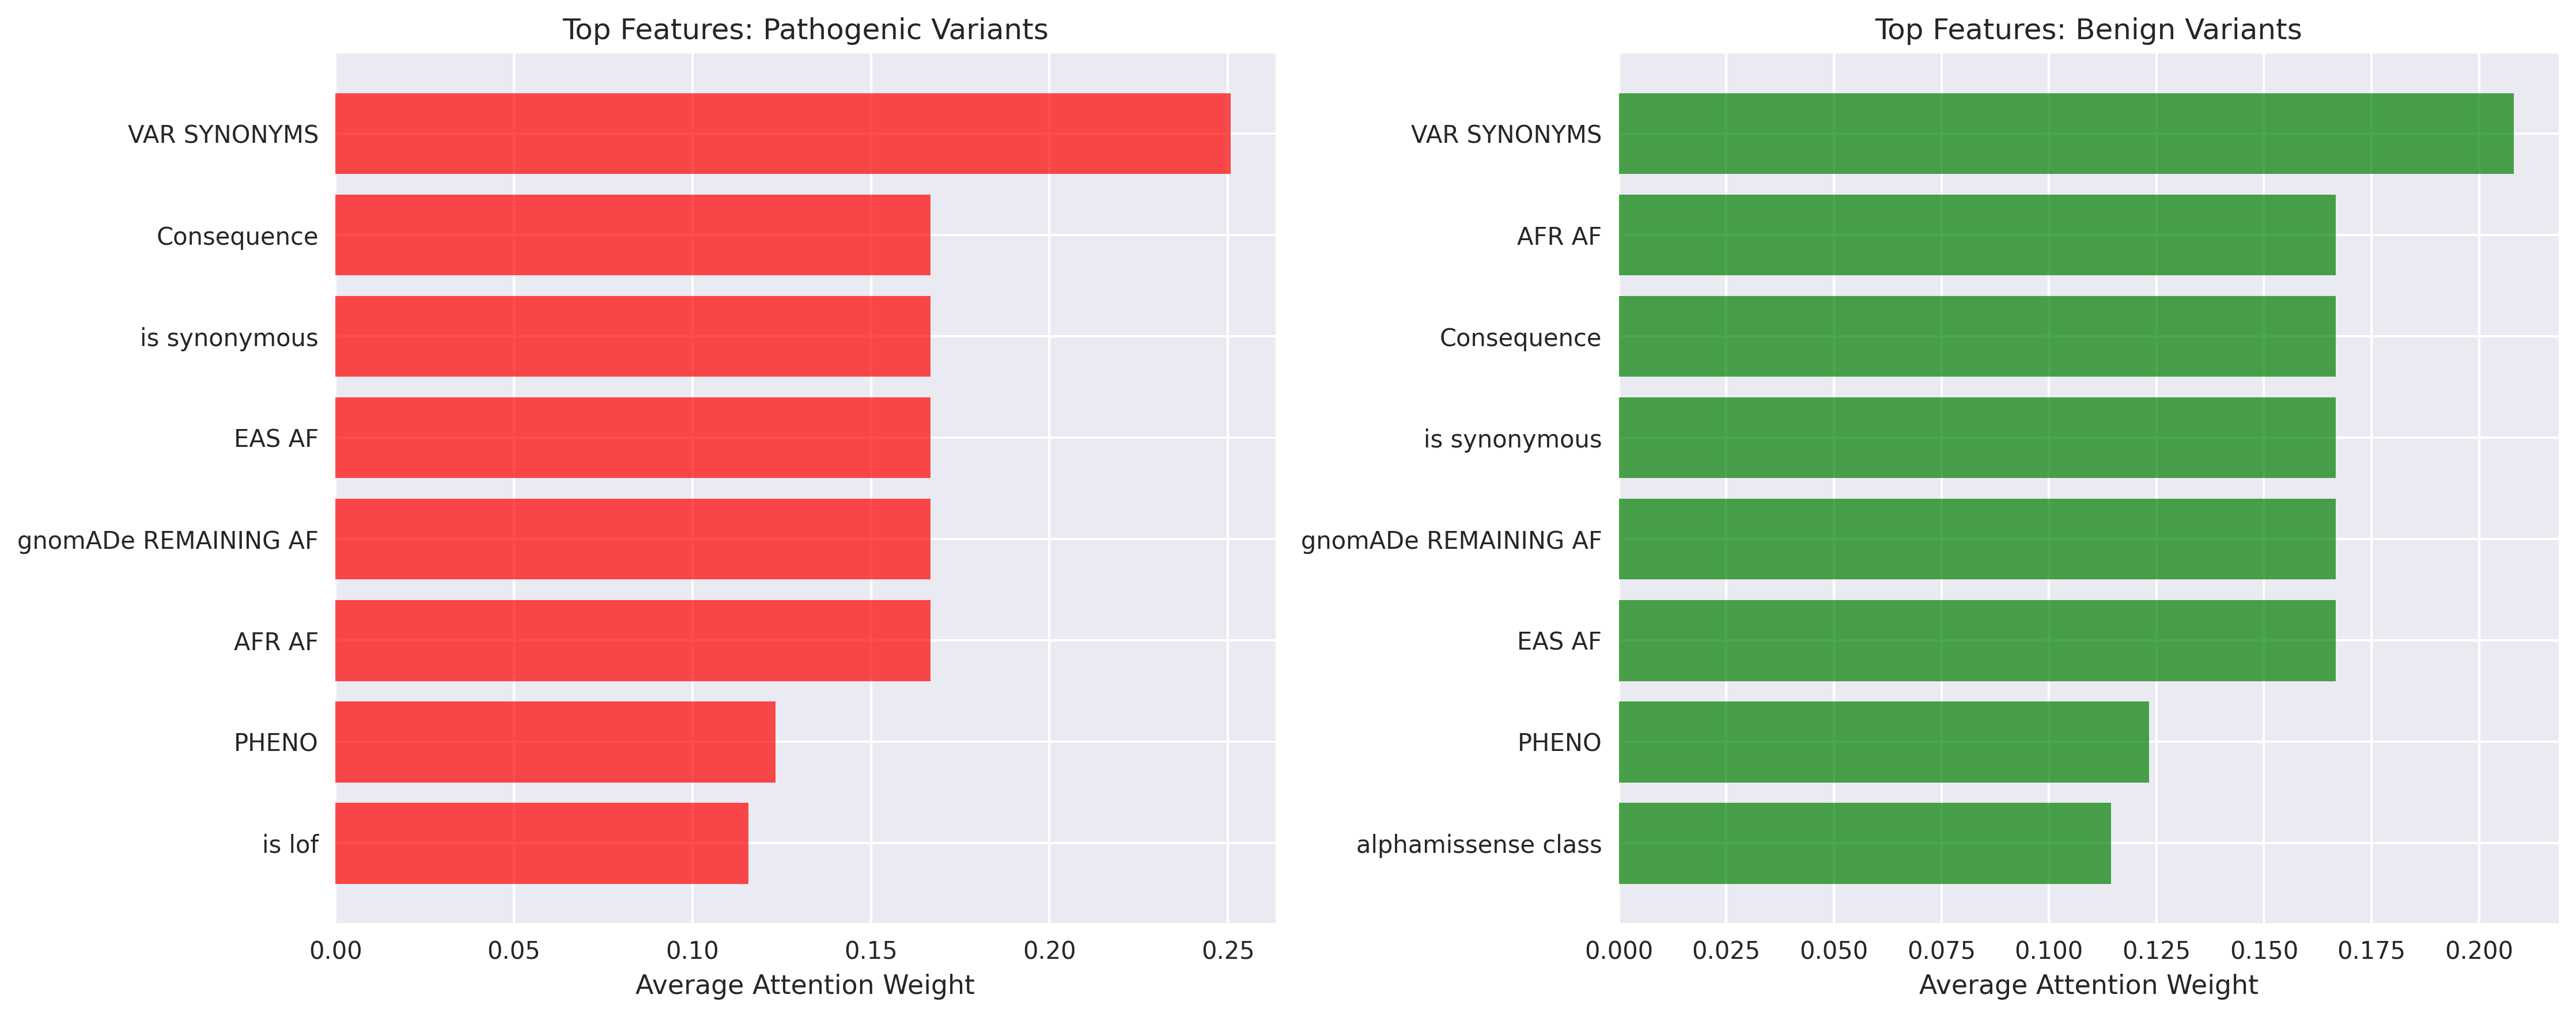 Top Features: Pathogenic Variants
VAR SYNONYMS
Consequence
is synonymous
EAS AF
gnomADe REMAINING AF
AFR AF
PHENO
is lof
0.00 0.05 0.10 0.15 0.20 0.25
Average Attention Weight
Top Features: Benign Variants
VAR SYNONYMS
AFR AF
Consequence
is synonymous
gnomADe REMAINING AF
EAS AF
PHENO
alphamissense class
0.000 0.025 0.050 0.075 0.100 0.125 0.150 0.175 0.200
Average Attention Weight